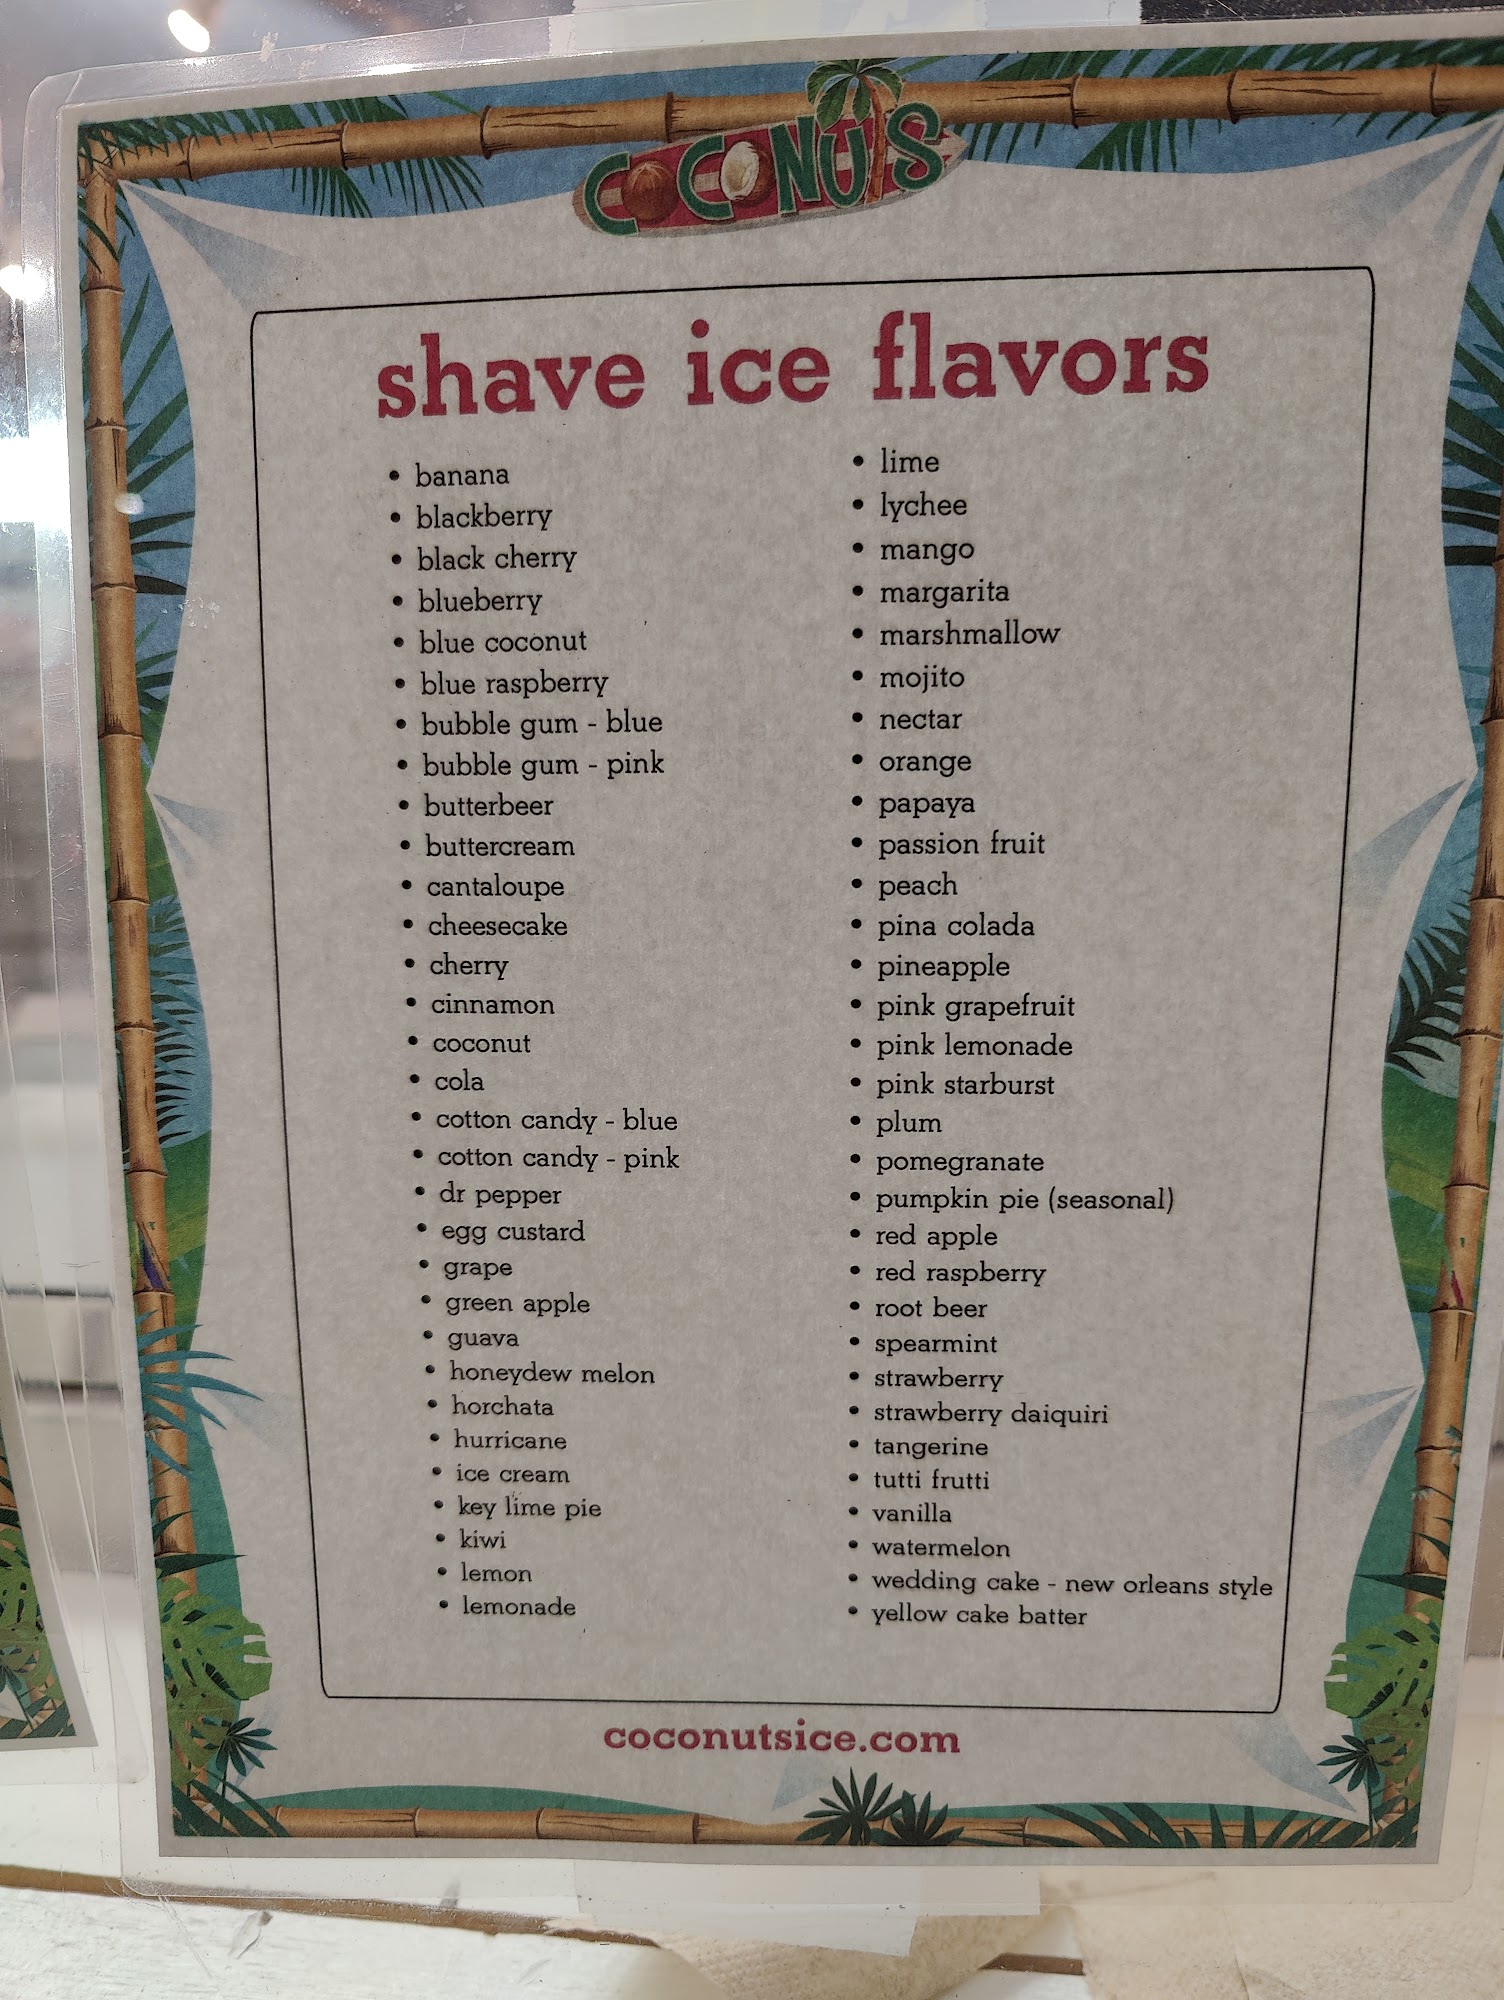 COCONUTS
shave ice flavors
• banana
• blackberry
• black cherry
• blueberry
• blue coconut
• blue raspberry
• bubble gum - blue
• bubble gum - pink
• butterbeer
• buttercream
• cantaloupe
• cheesecake
• cherry
• cinnamon
• coconut
• cola
• cotton candy - blue
• cotton candy - pink
• dr pepper
• egg custard
• grape
• green apple
• guava
• honeydew melon
• horchata
• hurricane
• ice cream
• key lime pie
• kiwi
• lemon
• lemonade
• lime
• lychee
• mango
• margarita
• marshmallow
• mojito
• nectar
• orange
• papaya
• passion fruit
• peach
• pina colada
• pineapple
• pink grapefruit
• pink lemonade
• pink starburst
• plum
• pomegranate
• pumpkin pie (seasonal)
• red apple
• red raspberry
• root beer
• spearmint
• strawberry
• strawberry daiquiri
• tangerine
• tutti frutti
• vanilla
• watermelon
• wedding cake - new orleans style
• yellow cake batter
coconutsice.com